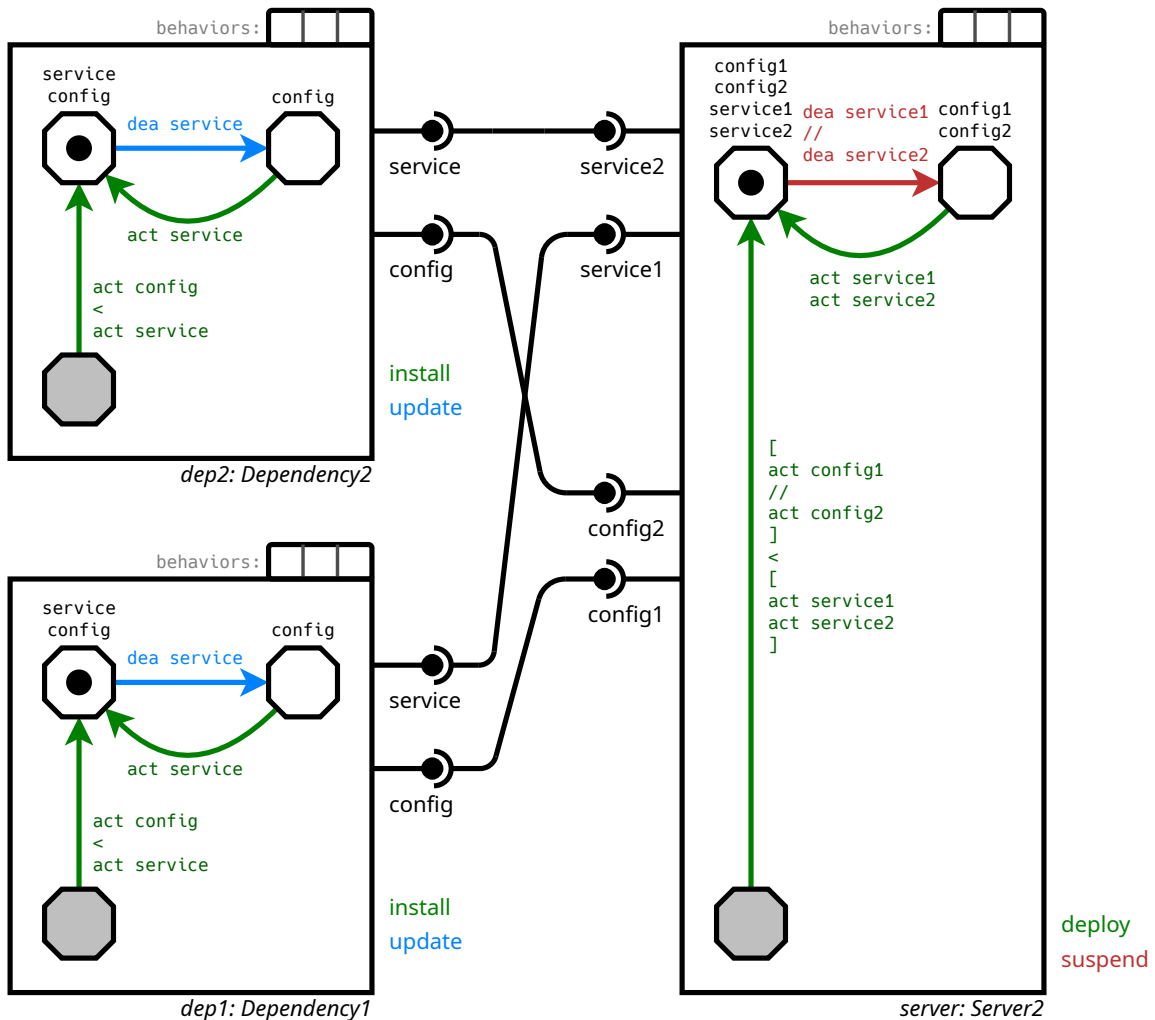 behaviors:
service
config
config
dea service
act service
act config
<
act service
install
update
dep2: Dependency2
service
config
service2
service1
config2
config1
behaviors:
service
config
config
dea service
act service
act config
<
act service
service
config
install
update
dep1: Dependency1
behaviors:
config1
config2
service1
service2
dea service1
//
dea service2
config1
config2
act service1
act service2
[
act config1
//
act config2
]
<
[
act service1
act service2
]
deploy
suspend
server: Server2